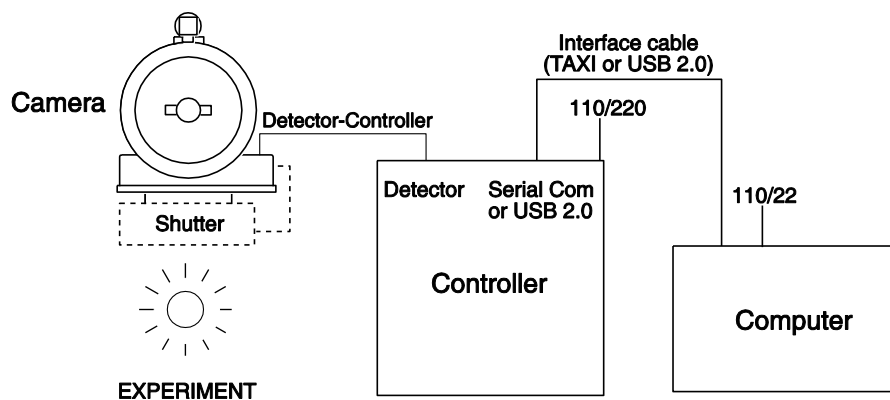 Interface cable
(TAXI or USB 2.0)
Camera
110/220
Detector-Controller
Detector
Serial Com
or USB 2.0
110/22
Shutter
Controller
Computer
EXPERIMENT